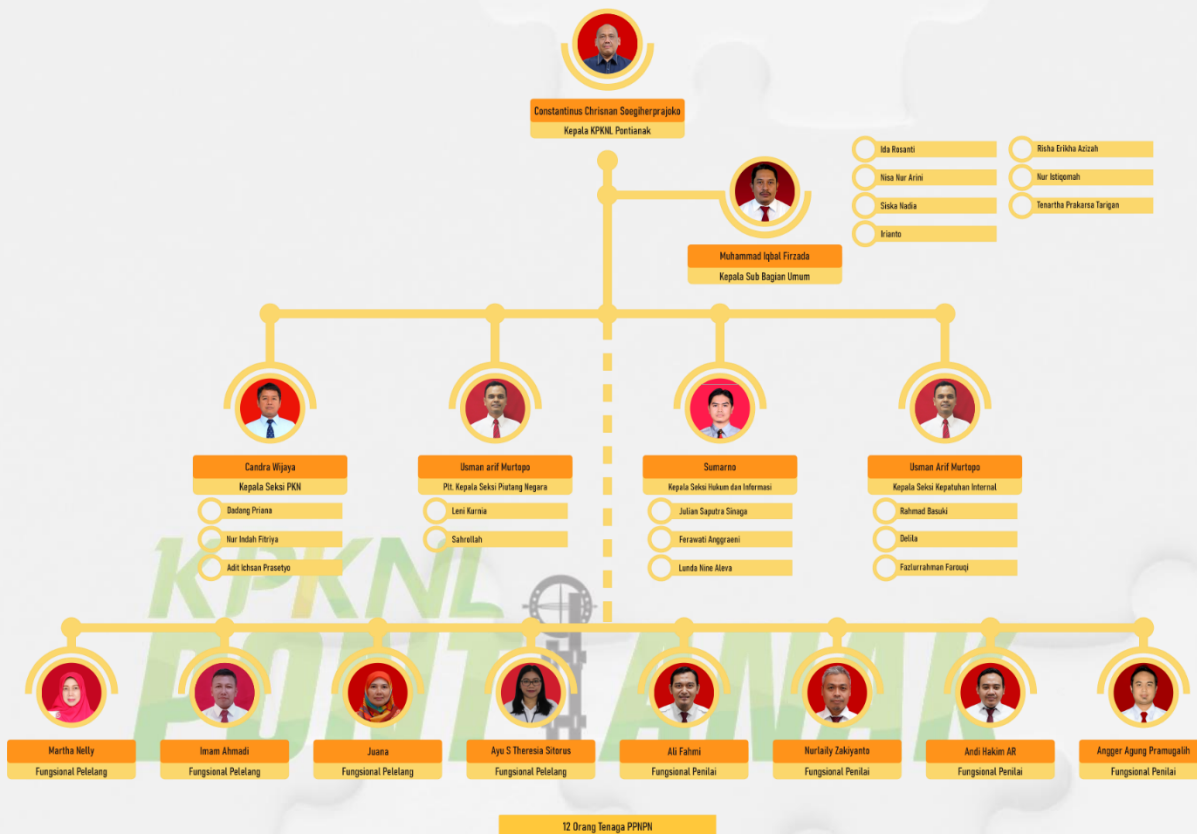 Constantinus Chrisnan Soegiherprajoko
Kepala KPKNL Pontianak
Muhammad Iqbal Firzada
Kepala Sub Bagian Umum
Ida Rosanti
Nisa Nur Arini
Siska Nadia
Irianto
Risha Erikha Azizah
Nur Istiqomah
Tenartha Prakarsa Tarigan
Candra Wijaya
Kepala Seksi PKN
Dadang Priana
Nur Indah Fitriya
Adit Ichsan Prasetyo
Usman arif Murtopo
Plt. Kepala Seksi Piutang Negara
Leni Kurnia
Sahrollah
Sumarno
Kepala Seksi Hukum dan Informasi
Julian Saputra Sinaga
Ferawati Anggraeni
Lunda Nine Aleva
Usman Arif Murtopo
Kepala Seksi Kepatuhan Internal
Rahmad Basuki
Delila
Fazlurrahman Farouqi
KPKNL
PONTIANAK
Martha Nelly
Fungsional Pelelang
Imam Ahmadi
Fungsional Pelelang
Juana
Fungsional Pelelang
Ayu S Theresia Sitorus
Fungsional Pelelang
Ali Fahmi
Fungsional Penilai
Nurlaily Zakiyanto
Fungsional Penilai
Andi Hakim AR
Fungsional Penilai
Angger Agung Pramugalih
Fungsional Penilai
12 Orang Tenaga PPNPN